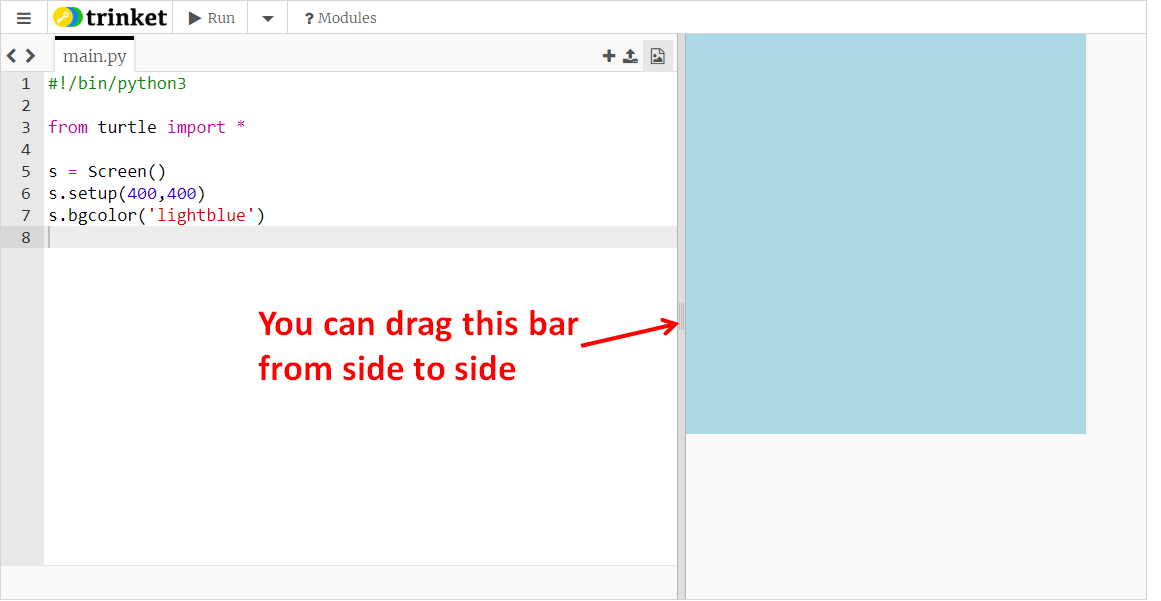 trinket Run ? Modules
main.py
1 #!/bin/python3
2
3 from turtle import *
4
5 s = Screen()
6 s.setup(400,400)
7 s.bgcolor('lightblue')
8
You can drag this bar
from side to side